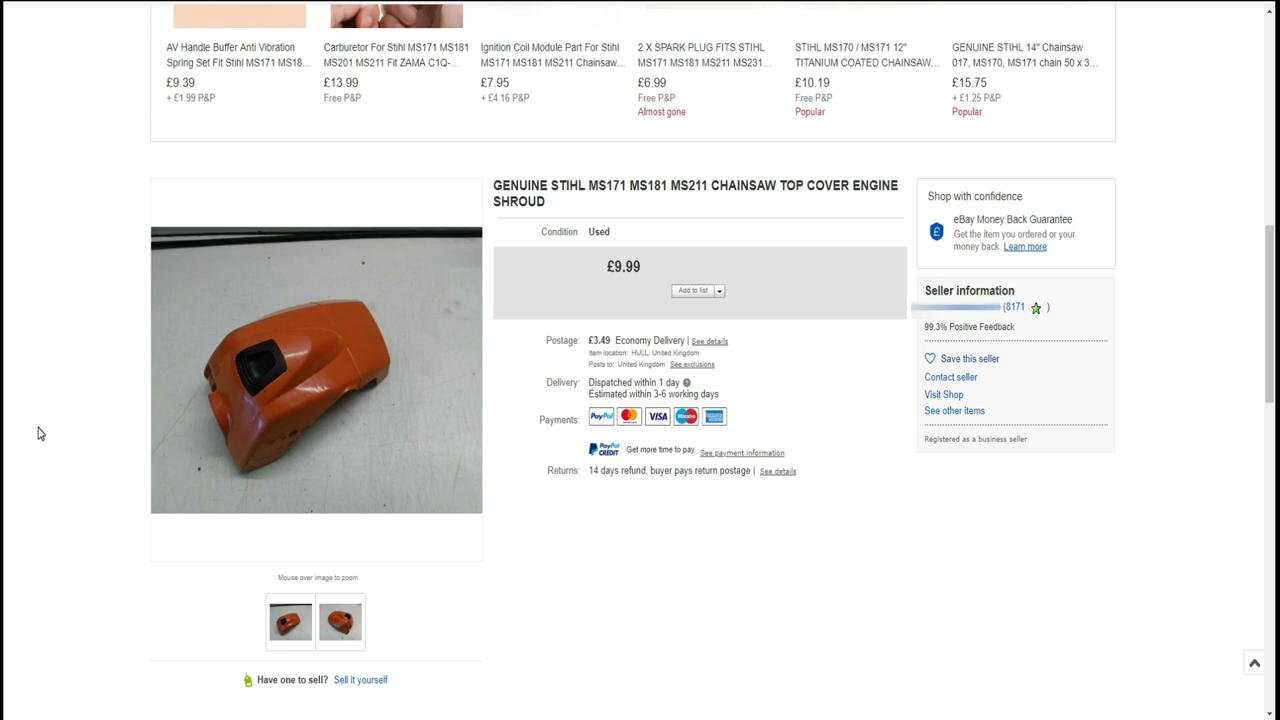 AV Handle Buffer Anti Vibration
Spring Set Fit Stihl MS171 MS18...
£9.39
+ £1.99 P&P
Carburetor For Stihl MS171 MS181
MS201 MS211 Fit ZAMA C1Q-...
£13.99
Free P&P
Ignition Coil Module Part For Stihl
MS171 MS181 MS211 Chainsaw...
£7.95
+ £4.16 P&P
2 X SPARK PLUG FITS STIHL
MS171 MS181 MS211 MS231...
£6.99
Free P&P
Almost gone
STIHL MS170 / MS171 12"
TITANIUM COATED CHAINSAW...
£10.19
Free P&P
Popular
GENUINE STIHL 14" Chainsaw
017, MS170, MS171 chain 50 x 3...
£15.75
+ £1.25 P&P
Popular
GENUINE STIHL MS171 MS181 MS211 CHAINSAW TOP COVER ENGINE
SHROUD
Condition: Used
£9.99
Add to list
Postage: £3.49 Economy Delivery | See details
Item location: HULL, United Kingdom
Posts to: United Kingdom See exclusions
Delivery: Dispatched within 1 day
Estimated within 3-6 working days
Payments: PayPal VISA Maestro
PayPal CREDIT Get more time to pay. See payment information
Returns: 14 days refund, buyer pays return postage | See details
Shop with confidence
eBay Money Back Guarantee
Get the item you ordered or your
money back. Learn more
Seller information
(8171 )
99.3% Positive Feedback
Save this seller
Contact seller
Visit Shop
See other items
Registered as a business seller
Mouse over image to zoom
Have one to sell? Sell it yourself